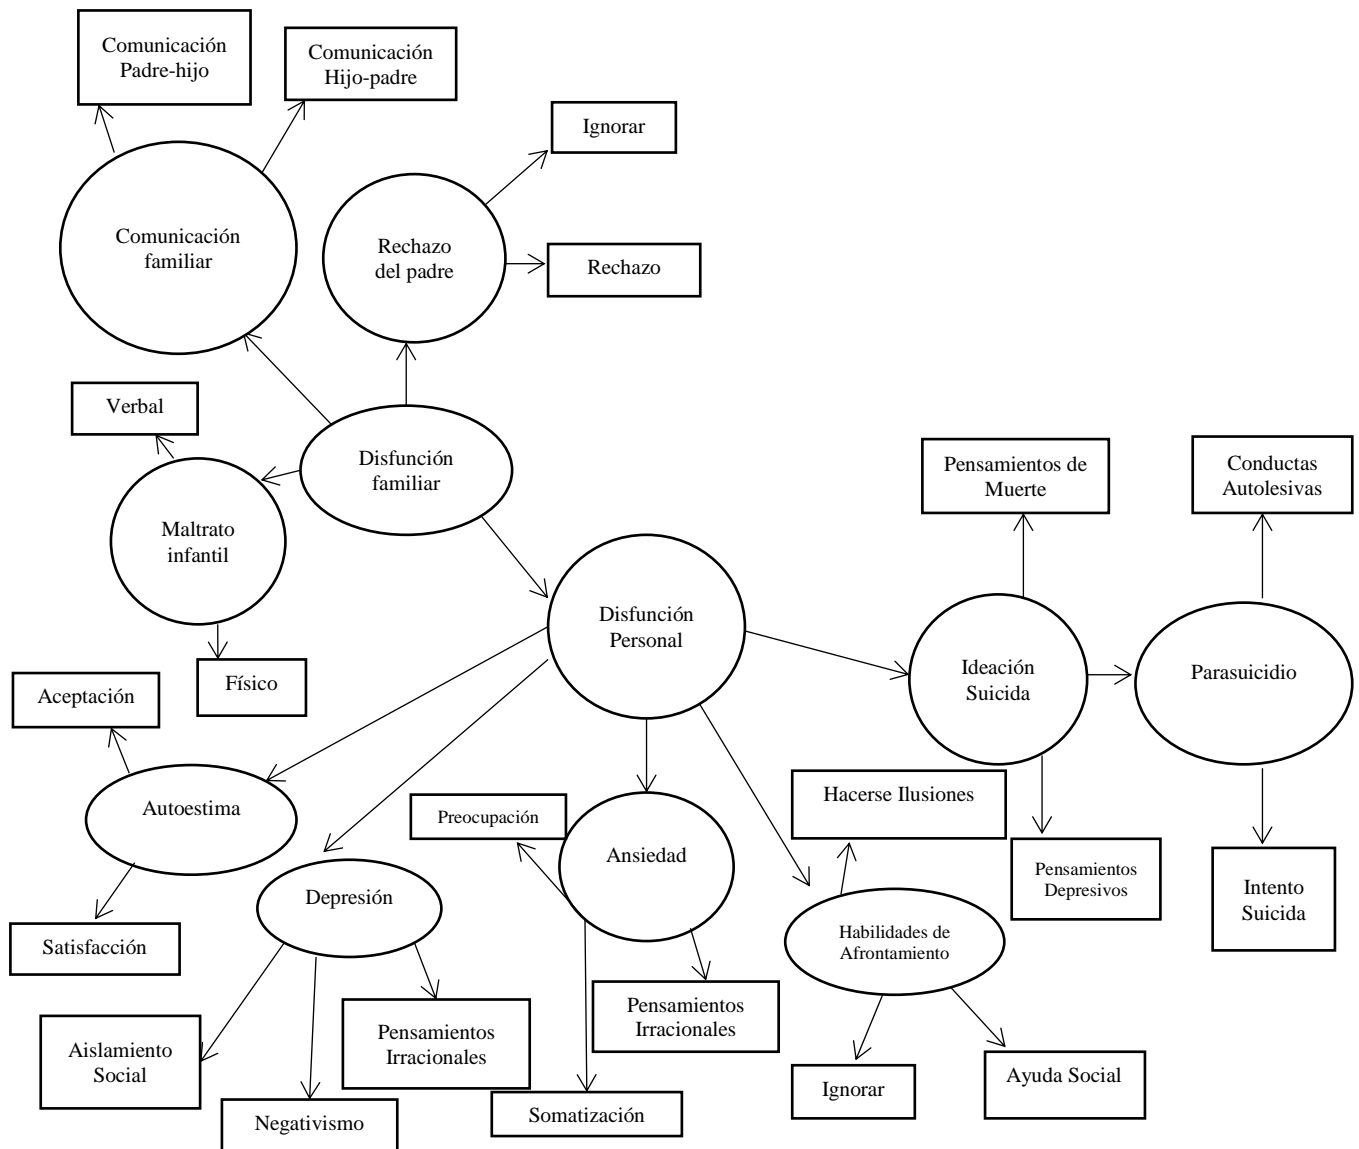 Comunicación
Padre-hijo
Comunicación
Hijo-padre
Ignorar
Comunicación
familiar
Rechazo
del padre
Rechazo
Verbal
Disfunción
familiar
Pensamientos de
Muerte
Conductas
Autolesivas
Maltrato
infantil
Disfunción
Personal
Ideación
Suicida
Parasuicidio
Físico
Aceptación
Autoestima
Hacerse Ilusiones
Preocupación
Ansiedad
Pensamientos
Depresivos
Intento
Suicida
Depresión
Habilidades de
Afrontamiento
Satisfacción
Pensamientos
Irracionales
Pensamientos
Irracionales
Aislamiento
Social
Ignorar
Ayuda Social
Somatización
Negativismo